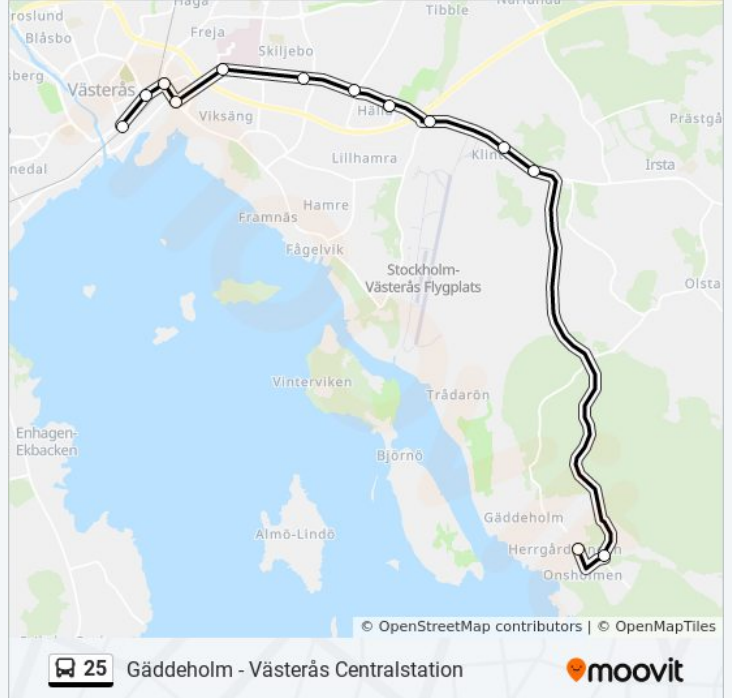 Haga
Tibble
roslund
Freja
Blåsbo
Skiljebo
sberg
Västerås
Hälla
Viksäng
Prästgå
Lillhamra
Klint
nedal
Irsta
Hamre
Framnäs
Fågelvik
Stockholm-
Västerås Flygplats
Olsta
Vinterviken
Trådarön
Enhagen-
Ekbacken
Björnö
Gäddeholm
Almö-Lindö
Herrgård
Onsholmen
© OpenStreetMap contributors | © OpenMapTiles
25 Gäddeholm - Västerås Centralstation
moovit